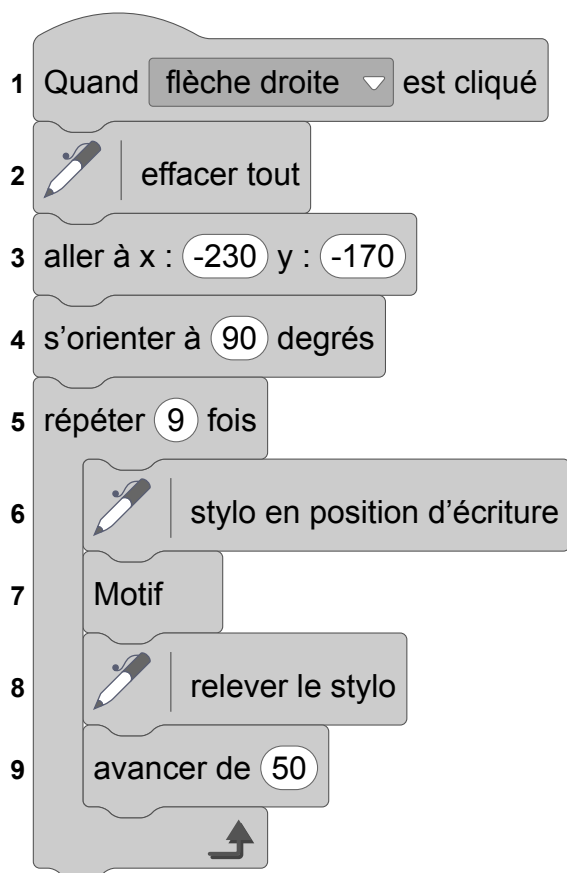 1 Quand flèche droite est cliqué
2 effacer tout
3 aller à x : -230 y : -170
4 s’orienter à 90 degrés
5 répéter 9 fois
6 stylo en position d’écriture
7 Motif
8 relever le stylo
9 avancer de 50